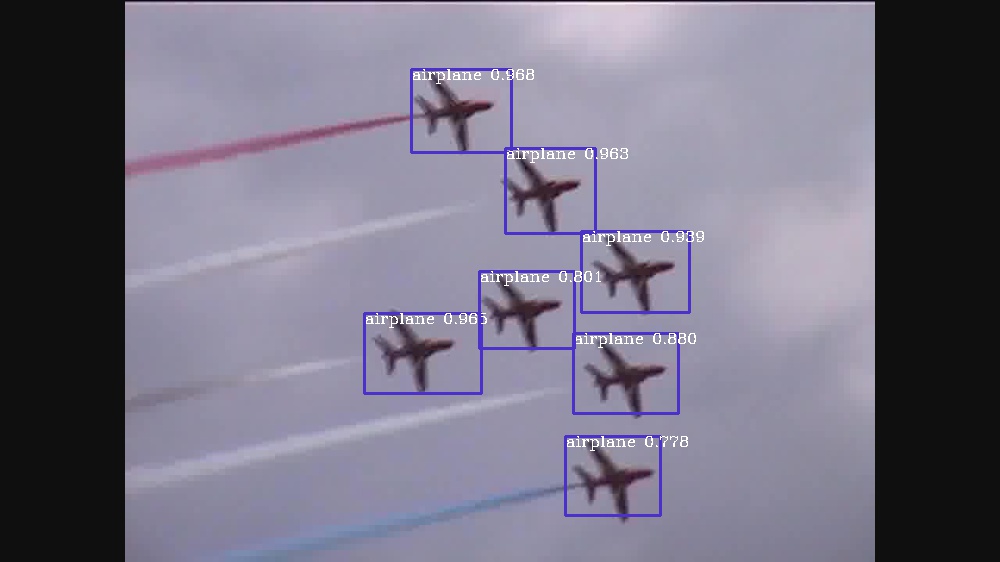 airplane 0.968
airplane 0.963
airplane 0.939
airplane 0.801
airplane 0.965
airplane 0.880
airplane 0.778